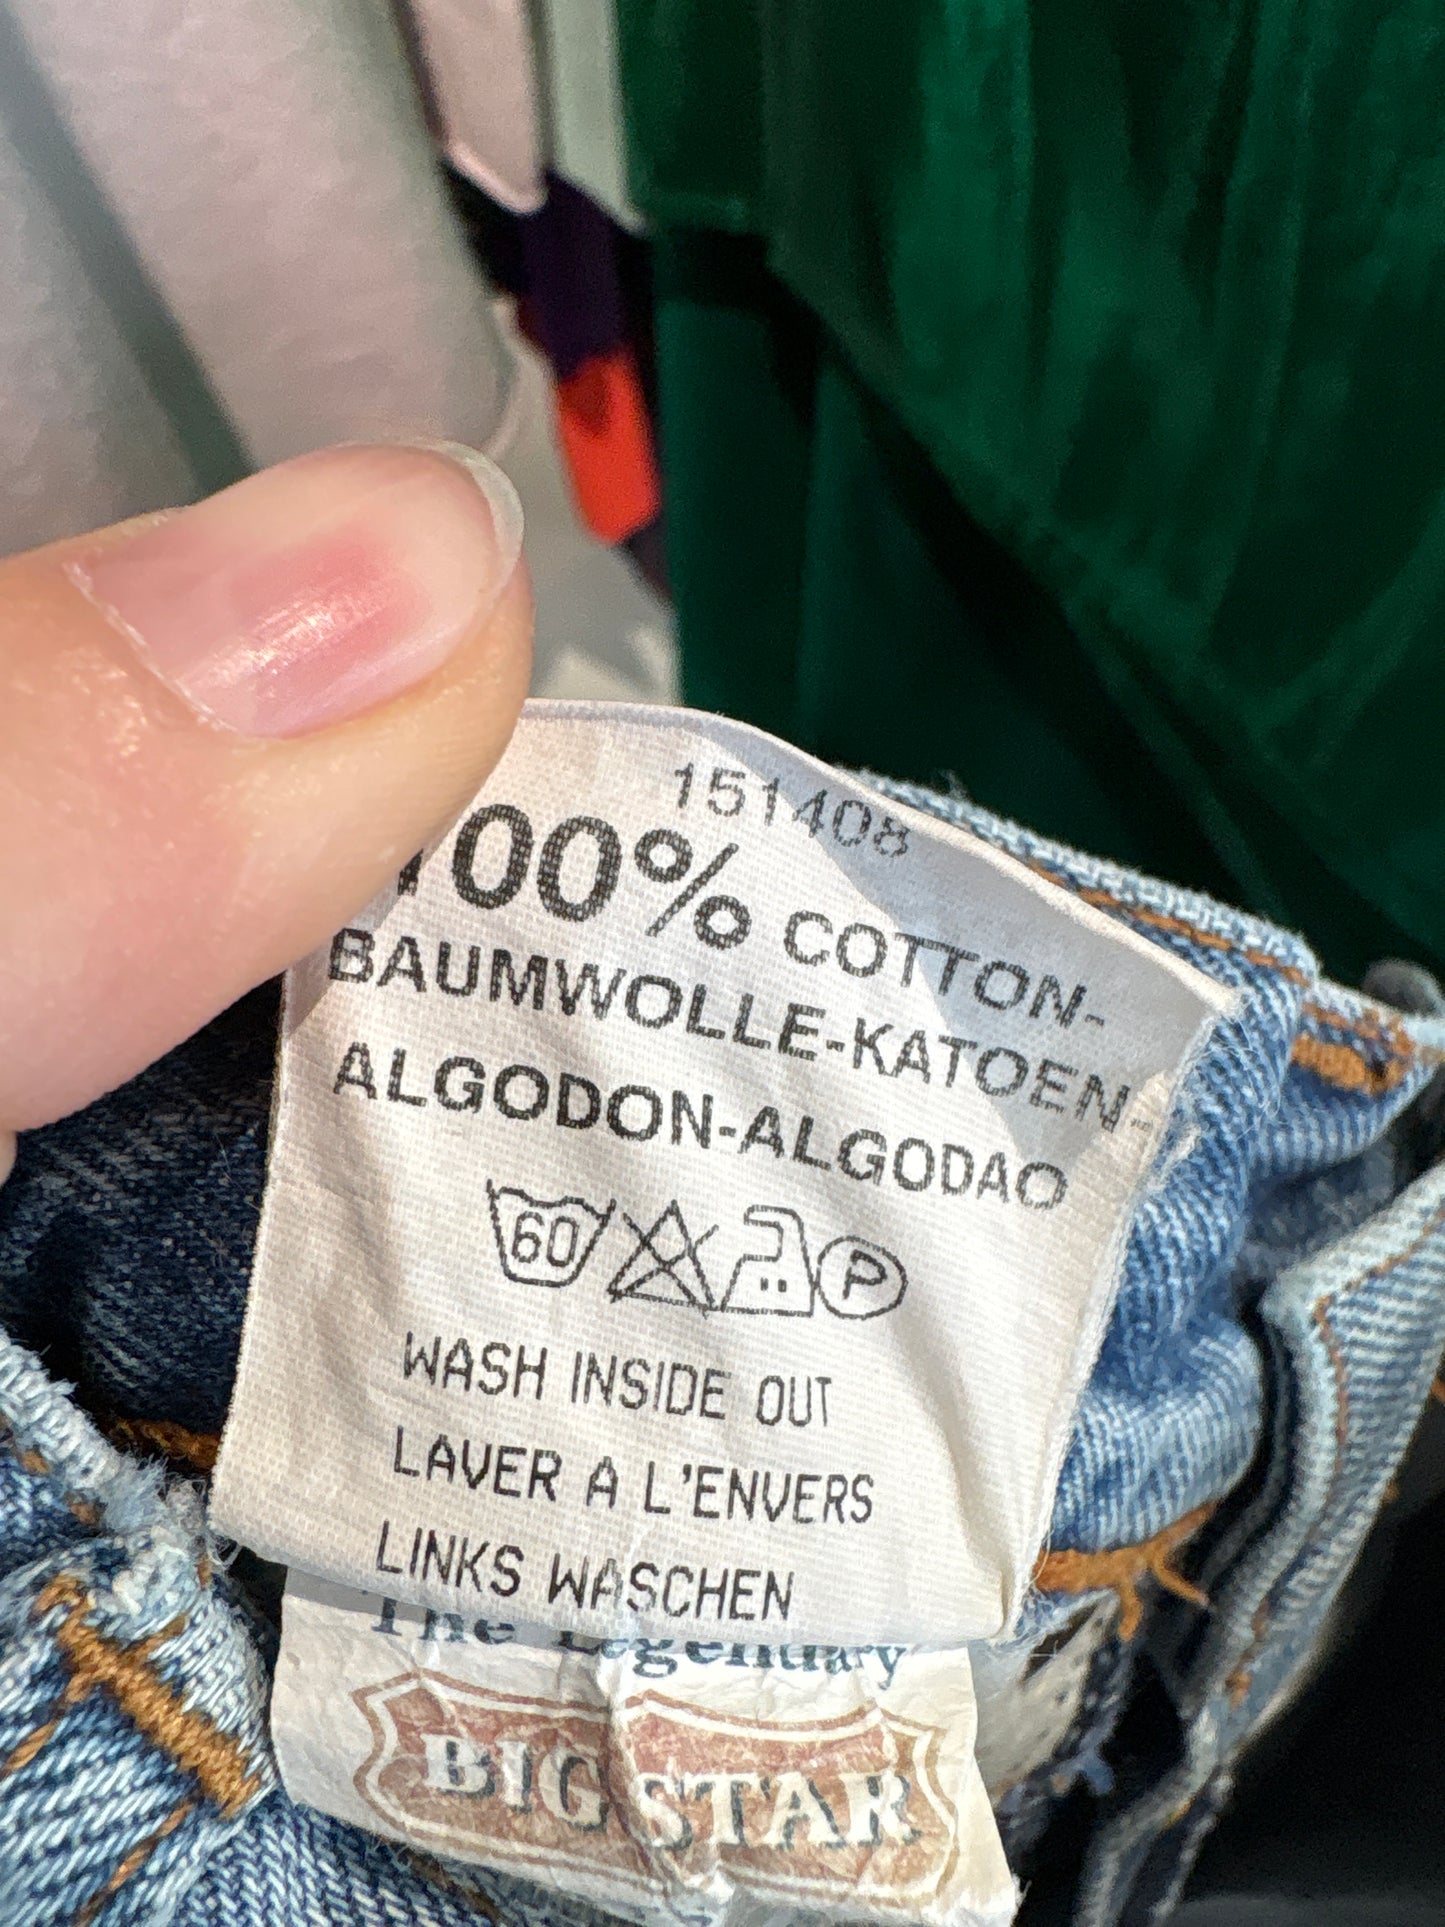 151408
100% COTTON-
BAUMWOLLE-KATOEN-
ALGODON-ALGODAO
60 P
WASH INSIDE OUT
LAVER A L'ENVERS
LINKS WASCHEN
The Legendary
BIG STAR